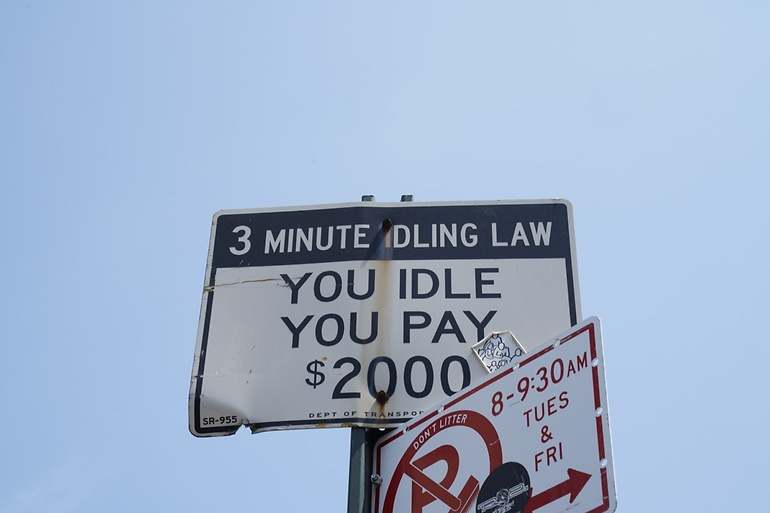 3 MINUTE IDLING LAW
YOU IDLE
YOU PAY
$2000
SR-955
DEPT OF
DON'T LITTER
P
8-9:30AM
TUES
&
FRI